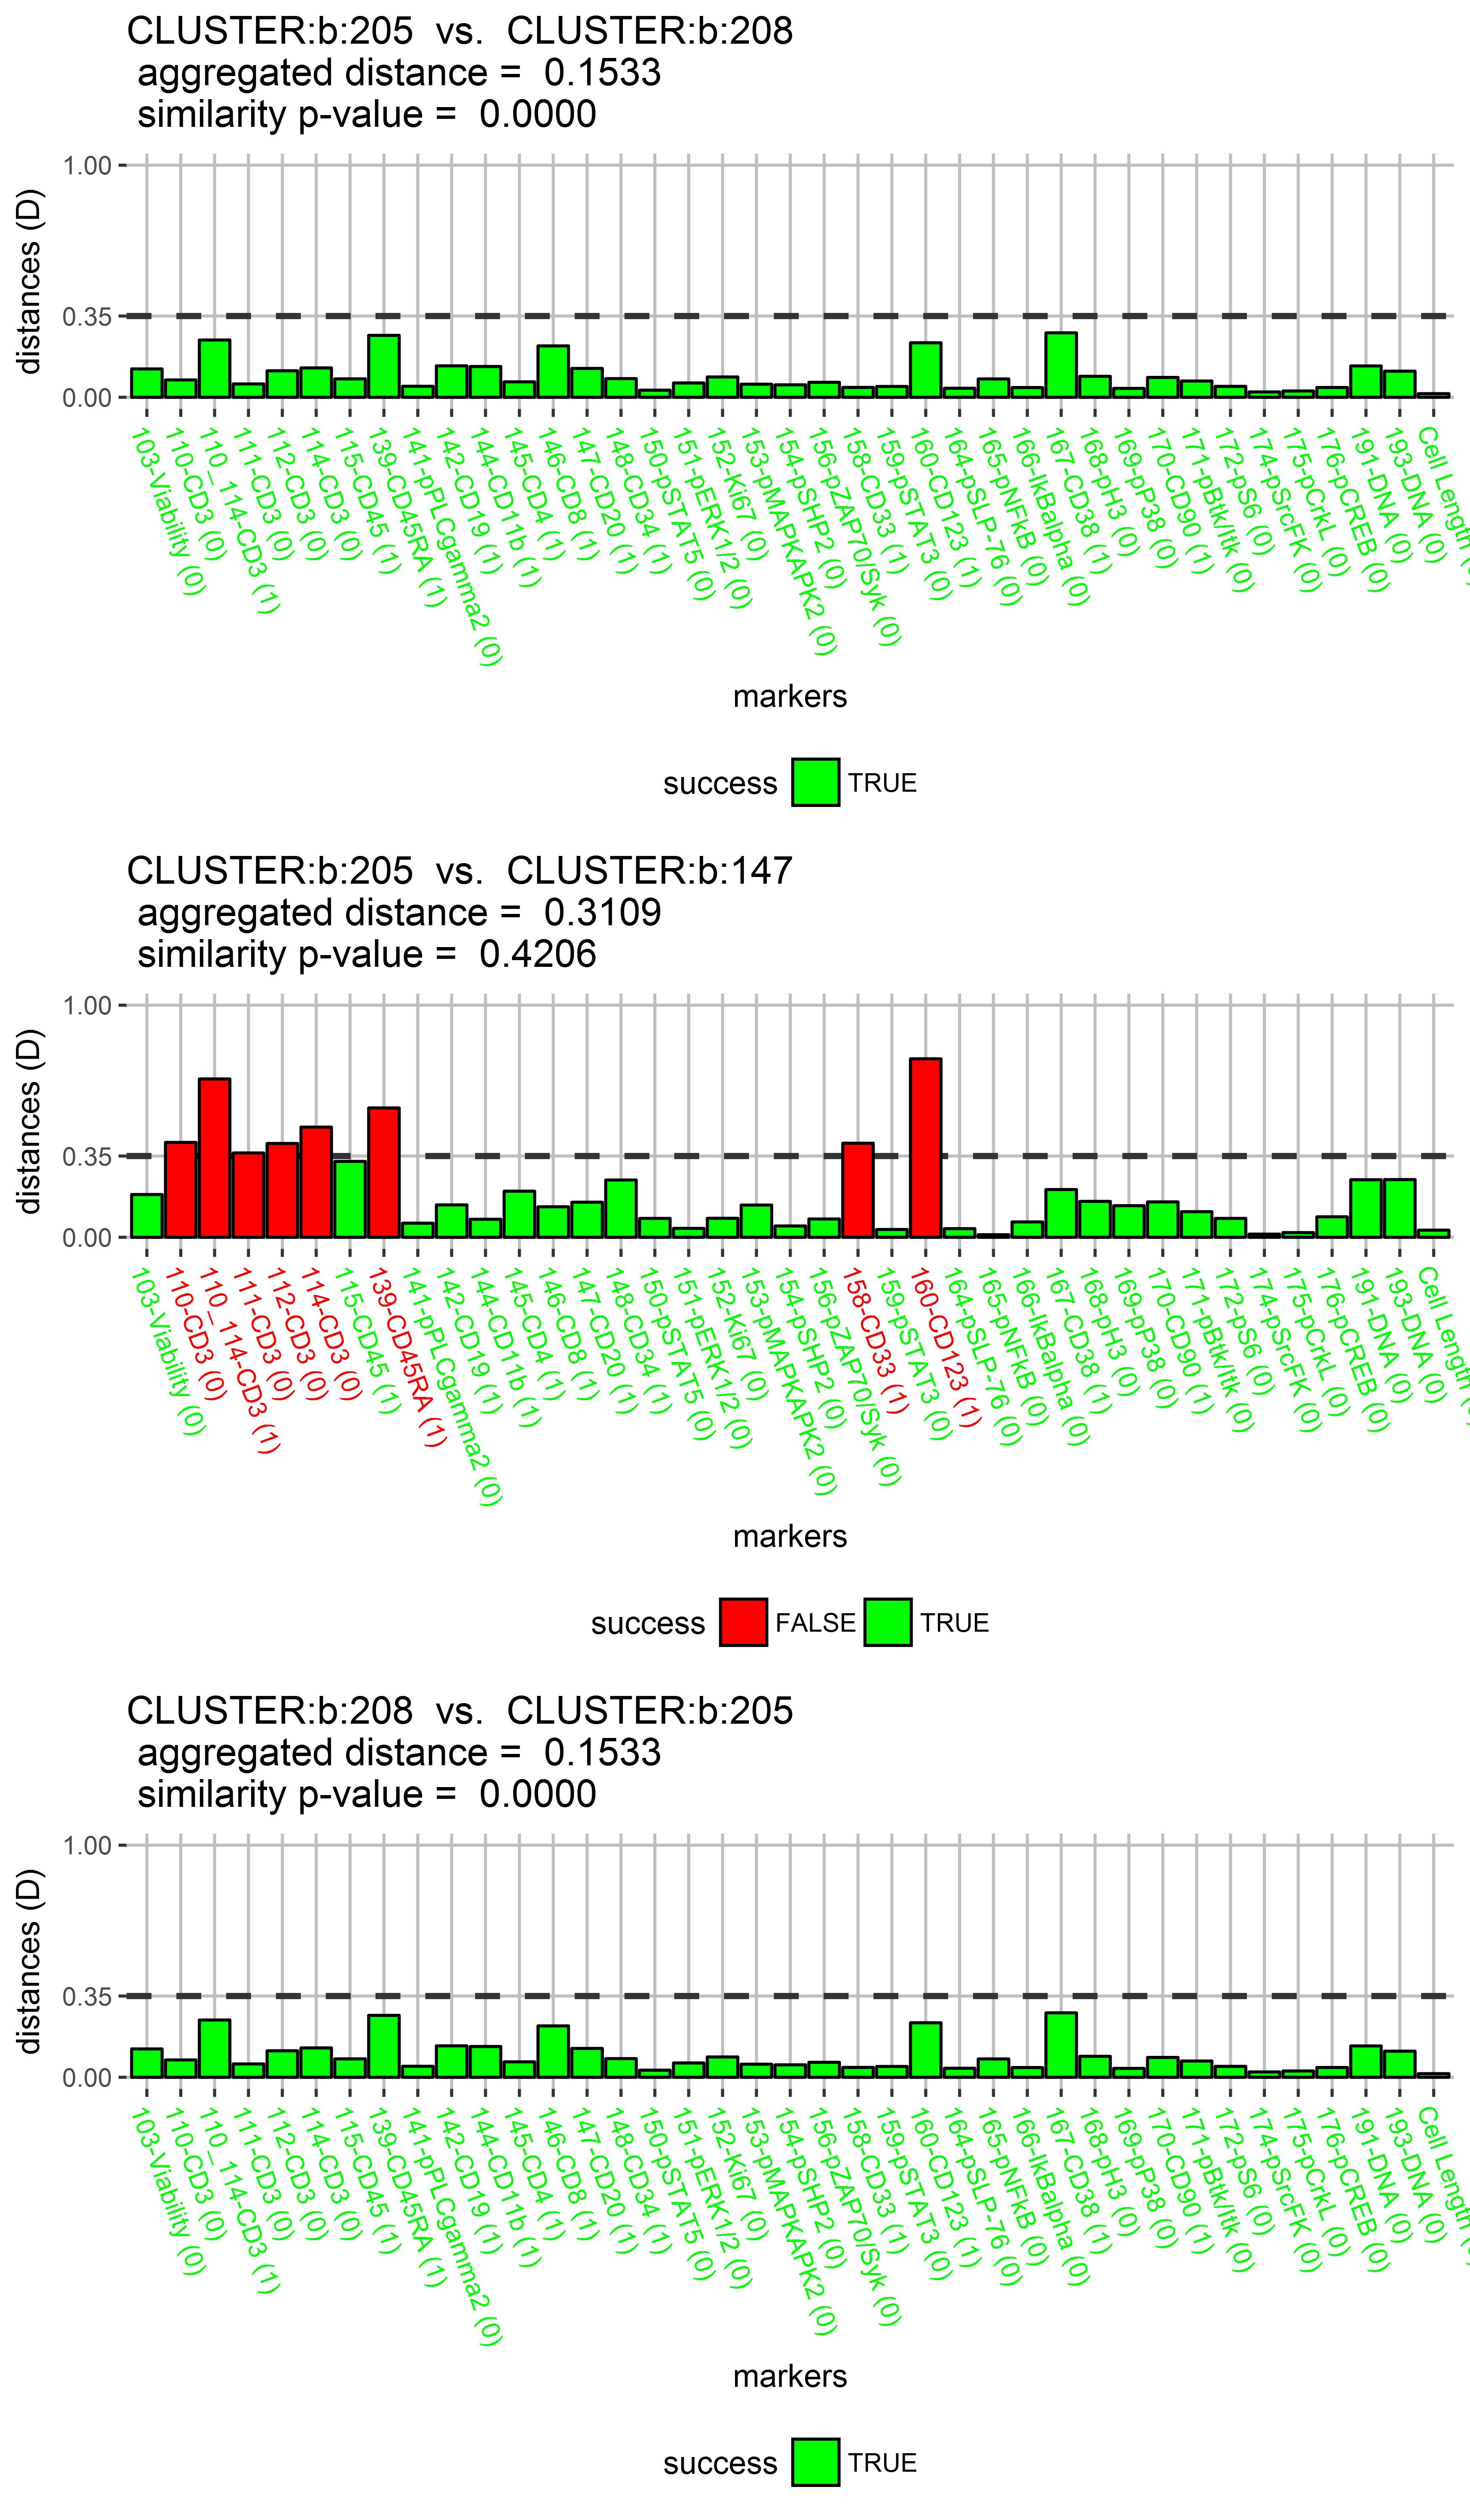 CLUSTER:b:205 vs. CLUSTER:b:208
aggregated distance = 0.1533
similarity p-value = 0.0000
1.00
0.35
0.00
distances (D)
103-Viability (0)
110-CD3 (0)
110_114-CD3 (1)
111-CD3 (0)
112-CD3 (0)
114-CD3 (0)
115-CD45 (1)
139-CD45RA (1)
141-pPLCgamma2 (0)
142-CD19 (1)
144-CD11b (1)
145-CD4 (1)
146-CD8 (1)
147-CD20 (1)
148-CD34 (1)
150-pSTAT5 (0)
151-pERK1/2 (0)
152-Ki67 (0)
153-pMAPKAPK2 (0)
154-pSHP2 (0)
156-pZAP70/Syk (0)
158-CD33 (1)
159-pSTAT3 (0)
160-CD123 (1)
164-pSLP-76 (0)
165-pNFkB (0)
166-IkBalpha (0)
167-CD38 (1)
168-pH3 (0)
169-pP38 (0)
170-CD90 (1)
171-pBtk/Itk (0)
172-pS6 (0)
174-pSrcFK (0)
175-pCrkL (0)
176-pCREB (0)
191-DNA (0)
193-DNA (0)
Cell Length
markers
success TRUE
CLUSTER:b:205 vs. CLUSTER:b:147
aggregated distance = 0.3109
similarity p-value = 0.4206
1.00
0.35
0.00
distances (D)
103-Viability (0)
110-CD3 (0)
110_114-CD3 (1)
111-CD3 (0)
112-CD3 (0)
114-CD3 (0)
115-CD45 (1)
139-CD45RA (1)
141-pPLCgamma2 (0)
142-CD19 (1)
144-CD11b (1)
145-CD4 (1)
146-CD8 (1)
147-CD20 (1)
148-CD34 (1)
150-pSTAT5 (0)
151-pERK1/2 (0)
152-Ki67 (0)
153-pMAPKAPK2 (0)
154-pSHP2 (0)
156-pZAP70/Syk (0)
158-CD33 (1)
159-pSTAT3 (0)
160-CD123 (1)
164-pSLP-76 (0)
165-pNFkB (0)
166-IkBalpha (0)
167-CD38 (1)
168-pH3 (0)
169-pP38 (0)
170-CD90 (1)
171-pBtk/Itk (0)
172-pS6 (0)
174-pSrcFK (0)
175-pCrkL (0)
176-pCREB (0)
191-DNA (0)
193-DNA (0)
Cell Length
markers
success FALSE TRUE
CLUSTER:b:208 vs. CLUSTER:b:205
aggregated distance = 0.1533
similarity p-value = 0.0000
1.00
0.35
0.00
distances (D)
103-Viability (0)
110-CD3 (0)
110_114-CD3 (1)
111-CD3 (0)
112-CD3 (0)
114-CD3 (0)
115-CD45 (1)
139-CD45RA (1)
141-pPLCgamma2 (0)
142-CD19 (1)
144-CD11b (1)
145-CD4 (1)
146-CD8 (1)
147-CD20 (1)
148-CD34 (1)
150-pSTAT5 (0)
151-pERK1/2 (0)
152-Ki67 (0)
153-pMAPKAPK2 (0)
154-pSHP2 (0)
156-pZAP70/Syk (0)
158-CD33 (1)
159-pSTAT3 (0)
160-CD123 (1)
164-pSLP-76 (0)
165-pNFkB (0)
166-IkBalpha (0)
167-CD38 (1)
168-pH3 (0)
169-pP38 (0)
170-CD90 (1)
171-pBtk/Itk (0)
172-pS6 (0)
174-pSrcFK (0)
175-pCrkL (0)
176-pCREB (0)
191-DNA (0)
193-DNA (0)
Cell Length
markers
success TRUE